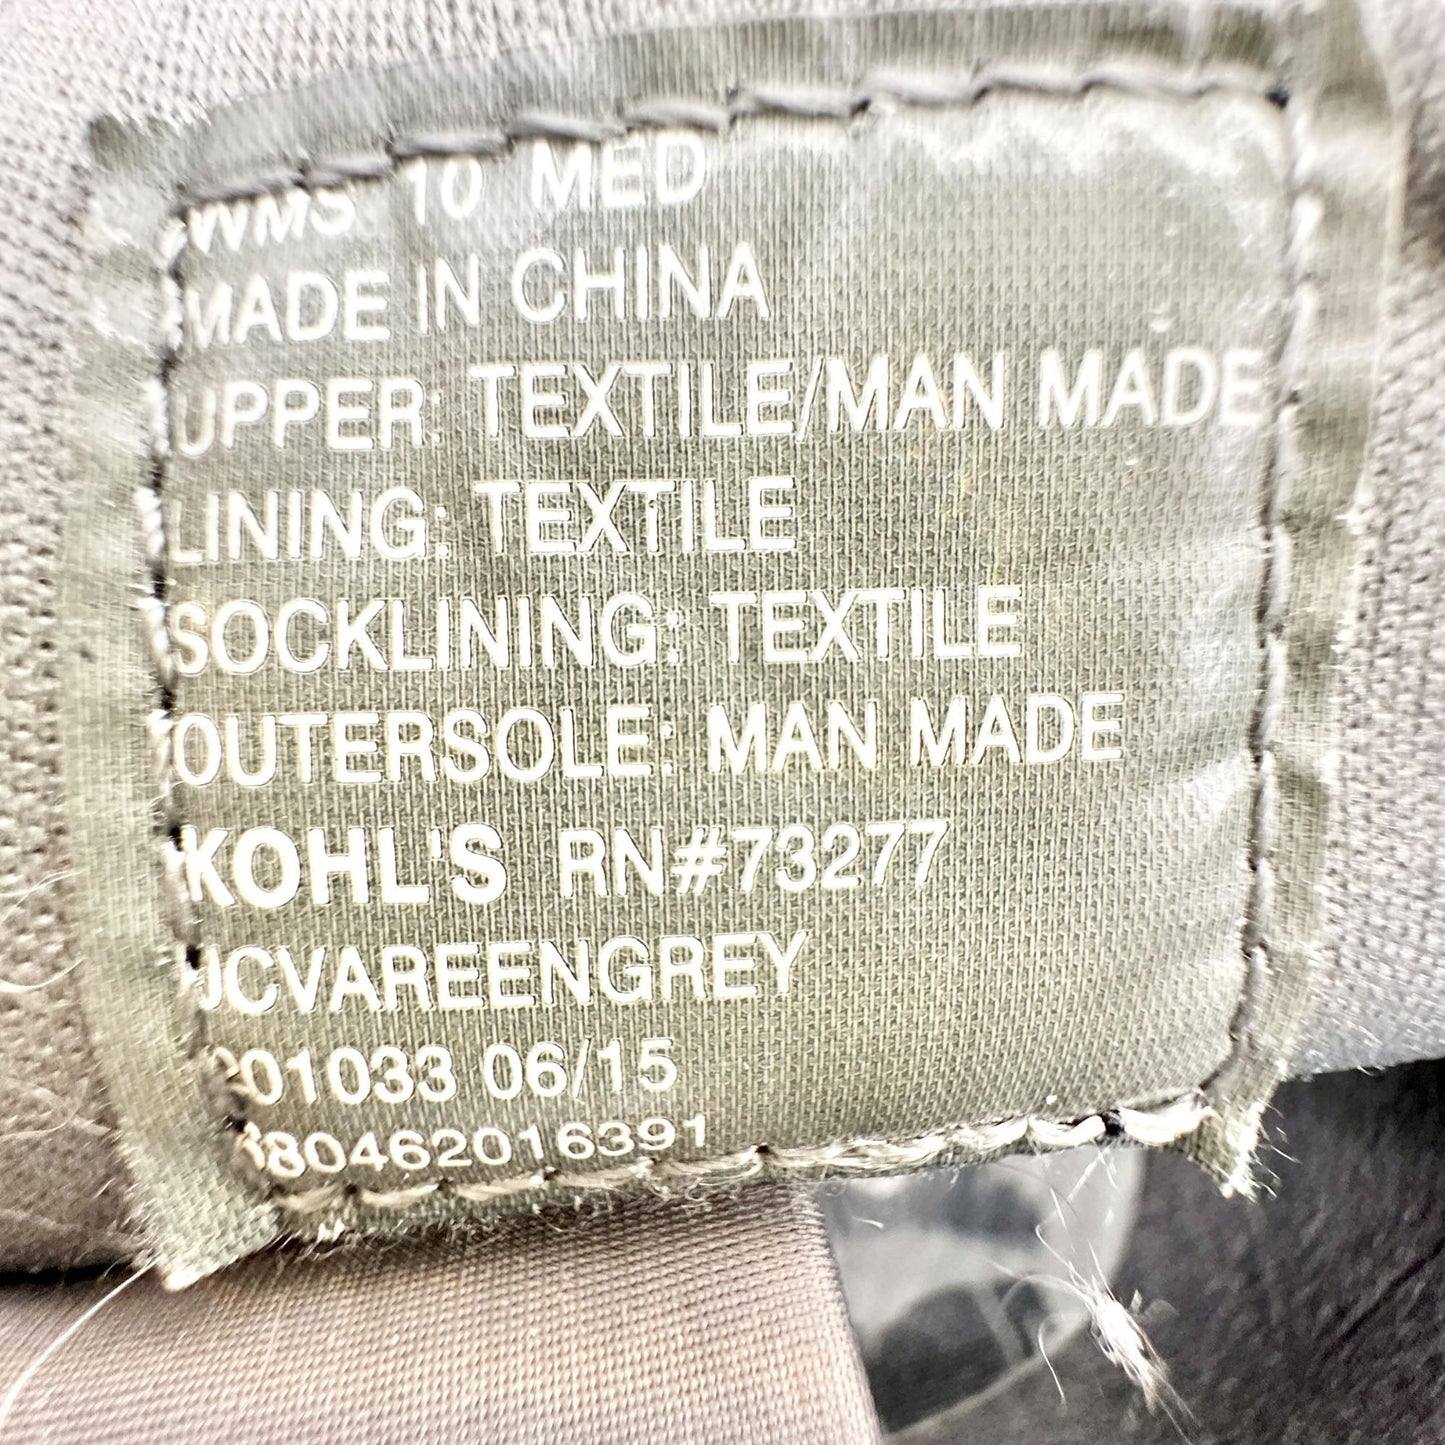 WMS 10 MED
MADE IN CHINA
UPPER: TEXTILE/MAN MADE
LINING: TEXTILE
SOCKLINING: TEXTILE
OUTERSOLE: MAN MADE
KOHL'S RN#73277
JCVAREENGREY
201033 06/15
680462016391